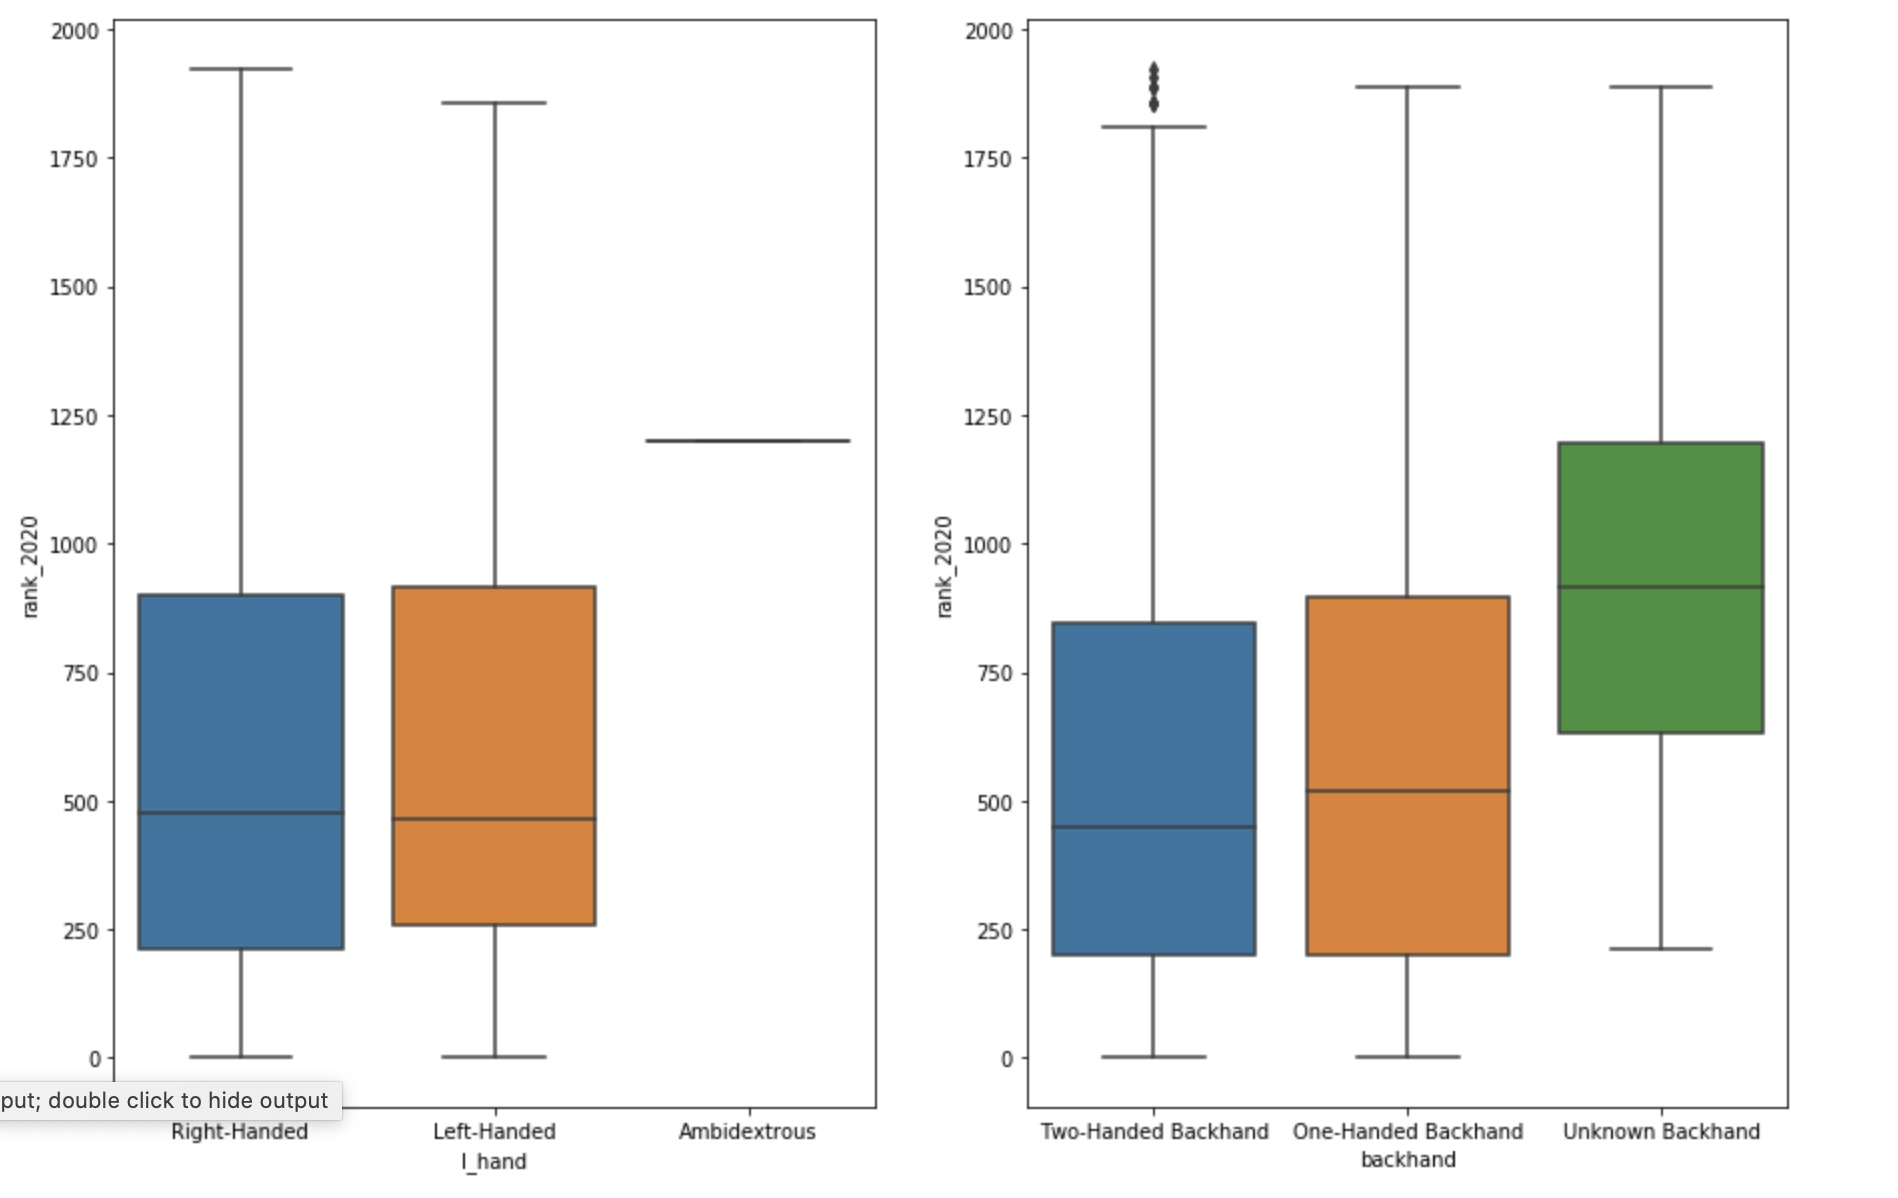 2000
1750
1500
1250
1000
750
500
250
0
rank_2020
Right-Handed
Left-Handed
Ambidextrous
l_hand
put; double click to hide output
2000
1750
1500
1250
1000
750
500
250
0
rank_2020
Two-Handed Backhand
One-Handed Backhand
Unknown Backhand
backhand